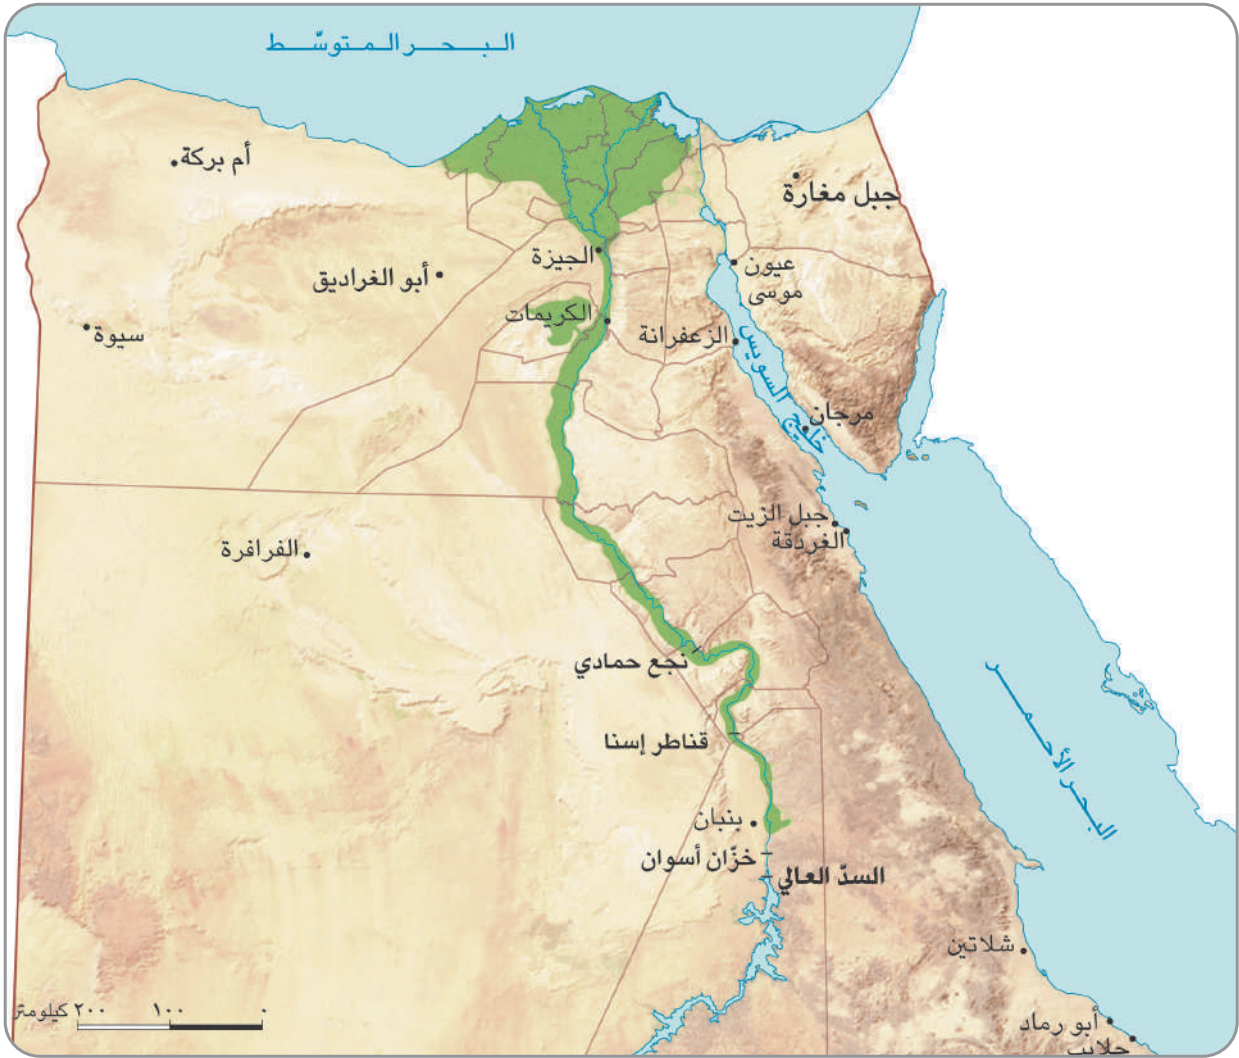 البحر المتوسّط
أم بركة
جبل مغارة
الجيزة
عيون
موسى
أبو الغراديق
الكريمات
سيوة
الزعفرانة
خليج السويس
مرجان
جبل الزيت
الغردقة
الفرافرة
نجع حمادي
البحر الأحمر
قناطر إسنا
بنبان
خزّان أسوان
السدّ العالي
شلاتين
٠ ١٠٠ ٢٠٠ كيلومتر
أبو رماد
حلايب